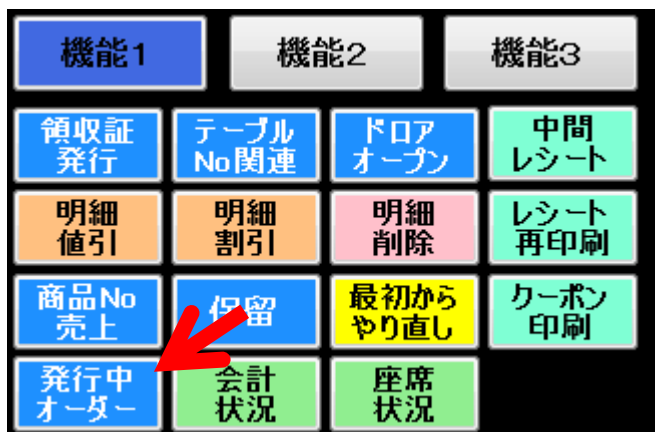 機能1
機能2
機能3
領収証
発行
テーブル
No関連
ドロア
オープン
中間
レシート
明細
値引
明細
割引
明細
削除
レシート
再印刷
商品No
売上
保留
最初から
やり直し
クーポン
印刷
発行中
オーダー
会計
状況
座席
状況